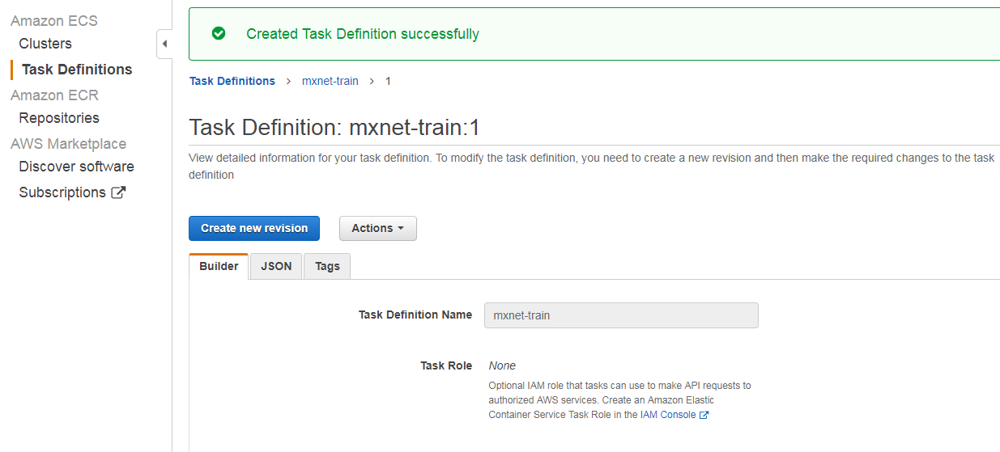 Amazon ECS
Clusters
Task Definitions
Amazon ECR
Repositories
AWS Marketplace
Discover software
Subscriptions
Created Task Definition successfully
Task Definitions > mxnet-train > 1
Task Definition: mxnet-train:1
View detailed information for your task definition. To modify the task definition, you need to create a new revision and then make the required changes to the task
definition
Create new revision Actions
Builder JSON Tags
Task Definition Name mxnet-train
Task Role None
Optional IAM role that tasks can use to make API requests to
authorized AWS services. Create an Amazon Elastic
Container Service Task Role in the IAM Console